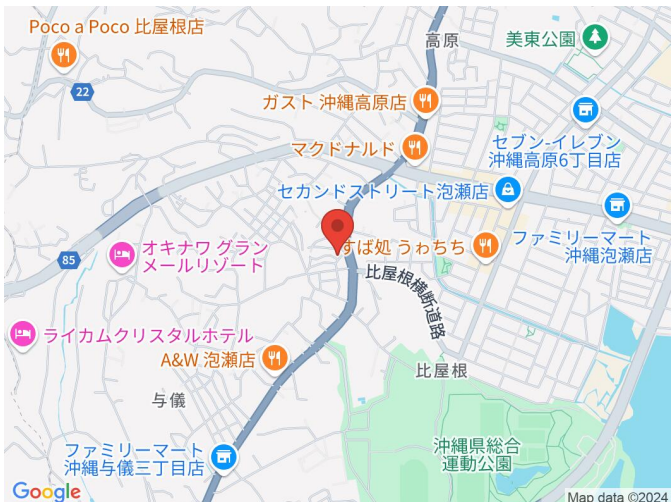 Poco a Poco 比屋根店
高原
美東公園
22
ガスト 沖縄高原店
マクドナルド
セブン-イレブン
沖縄高原6丁目店
セカンドストリート泡瀬店
すば処 うゎちち
ファミリーマート
沖縄泡瀬店
オキナワ グラン
メールリゾート
85
比屋根横断道路
ライカムクリスタルホテル
A&W 泡瀬店
比屋根
与儀
ファミリーマート
沖縄与儀三丁目店
沖縄県総合
運動公園
Google
Map data ©2024